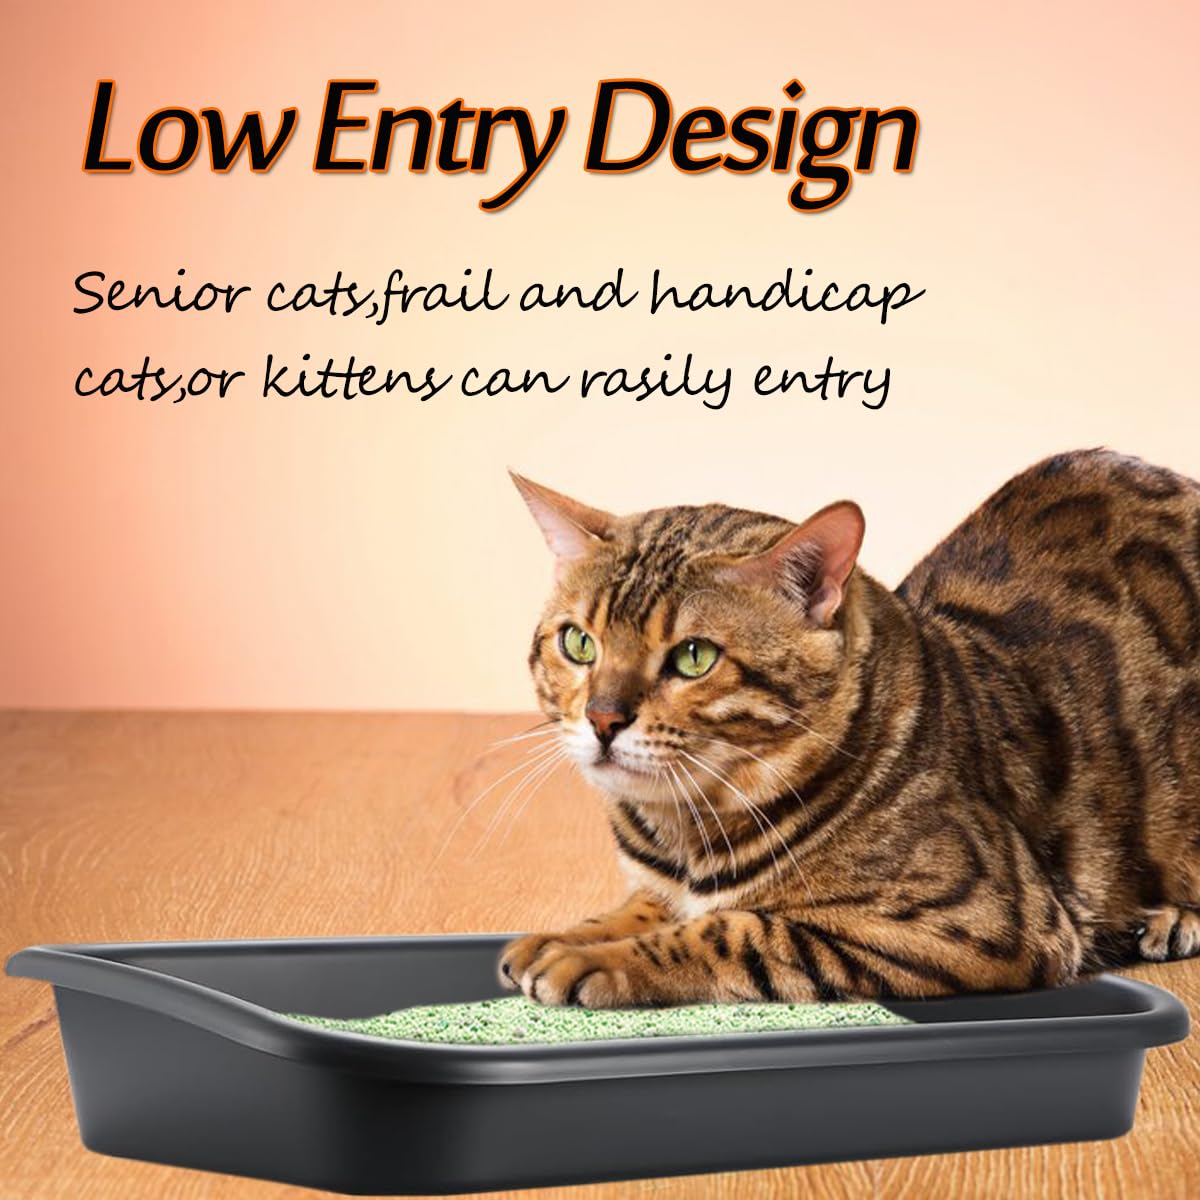 Low Entry Design
Senior cats,frail and handicap
cats,or kittens can rasily entry